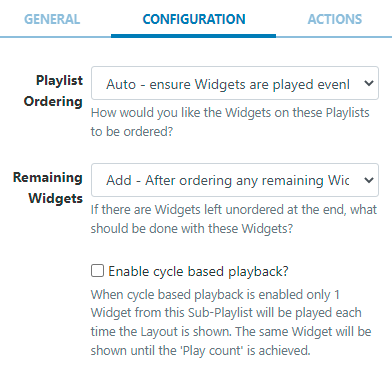 GENERAL CONFIGURATION ACTIONS
Playlist Ordering
Auto - ensure Widgets are played evenl
How would you like the Widgets on these Playlists
to be ordered?
Remaining Widgets
Add - After ordering any remaining Wid
If there are Widgets left unordered at the end, what
should be done with these Widgets?
Enable cycle based playback?
When cycle based playback is enabled only 1
Widget from this Sub-Playlist will be played each
time the Layout is shown. The same Widget will be
shown until the 'Play count' is achieved.